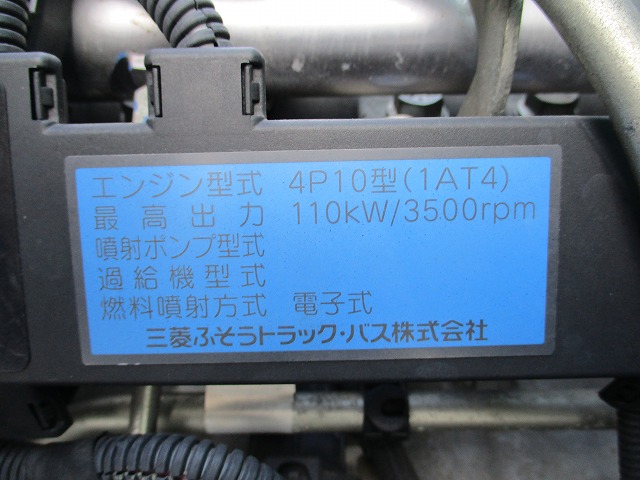 エンジン型式 4P10型(1AT4)
最高出力 110kW/3500rpm
噴射ポンプ型式
過給機型式
燃料噴射方式 電子式
三菱ふそうトラック・バス株式会社